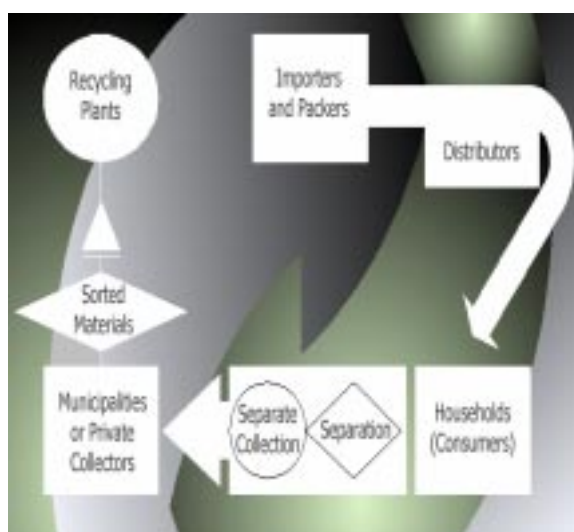 Recycling
Plants
Importers
and Packers
Distributors
Sorted
Materials
Municipalities
or Private
Collectors
Separate
Collection
Separation
Households
(Consumers)